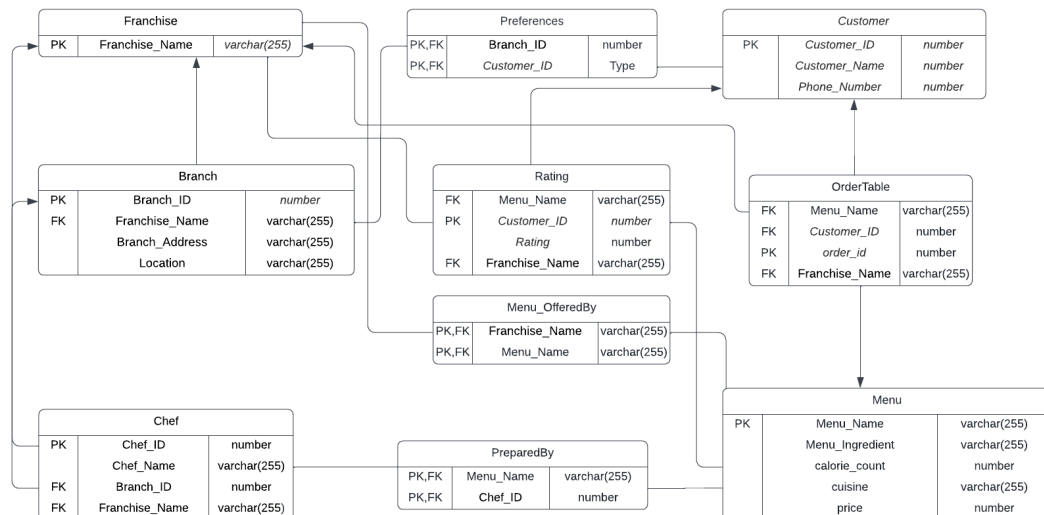 Franchise
PK Franchise_Name varchar(255)
Preferences
PK,FK Branch_ID number
PK,FK Customer_ID Type
Customer
PK Customer_ID number
Customer_Name number
Phone_Number number
Branch
PK Branch_ID number
FK Franchise_Name varchar(255)
Branch_Address varchar(255)
Location varchar(255)
Rating
FK Menu_Name varchar(255)
PK Customer_ID number
Rating number
FK Franchise_Name varchar(255)
OrderTable
FK Menu_Name varchar(255)
FK Customer_ID number
PK order_id number
FK Franchise_Name varchar(255)
Menu_OfferedBy
PK,FK Franchise_Name varchar(255)
PK,FK Menu_Name varchar(255)
Chef
PK Chef_ID number
Chef_Name varchar(255)
FK Branch_ID number
FK Franchise_Name varchar(255)
PreparedBy
PK,FK Menu_Name varchar(255)
PK,FK Chef_ID number
Menu
PK Menu_Name varchar(255)
Menu_Ingredient varchar(255)
calorie_count number
cuisine varchar(255)
price number